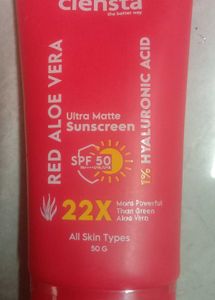 clensta
the better way
RED ALOE VERA
Ultra Matte
Sunscreen
1% HYALURONIC ACID
SPF 50
22X
More Powerful
Than Green
Aloe Vera
All Skin Types
50 G